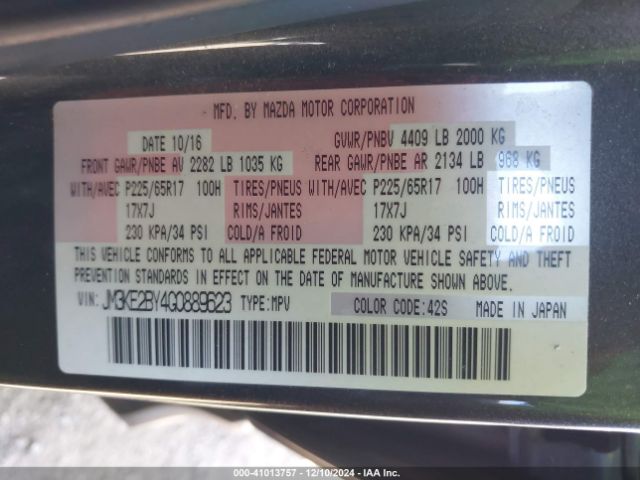 MFD. BY MAZDA MOTOR CORPORATION
DATE 10/16 GVWR/PNBV 4409 LB 2000 KG
FRONT GAWR/PNBE AV 2282 LB 1035 KG REAR GAWR/PNBE AR 2134 LB 968 KG
WITH/AVEC P225/65R17 100H TIRES/PNEUS WITH/AVEC P225/65R17 100H TIRES/PNEUS
17X7J RIMS/JANTES 17X7J RIMS/JANTES
230 KPA/34 PSI COLD/A FROID 230 KPA/34 PSI COLD/A FROID
THIS VEHICLE CONFORMS TO ALL APPLICABLE FEDERAL MOTOR VEHICLE SAFETY AND THEFT
PREVENTION STANDARDS IN EFFECT ON THE DATE OF MANUFACTURE SHOWN ABOVE.
VIN: JM3KE2BY4G0889623 TYPE:MPV COLOR CODE:42S MADE IN JAPAN
000-41013757 - 12/10/2024 - IAA Inc.